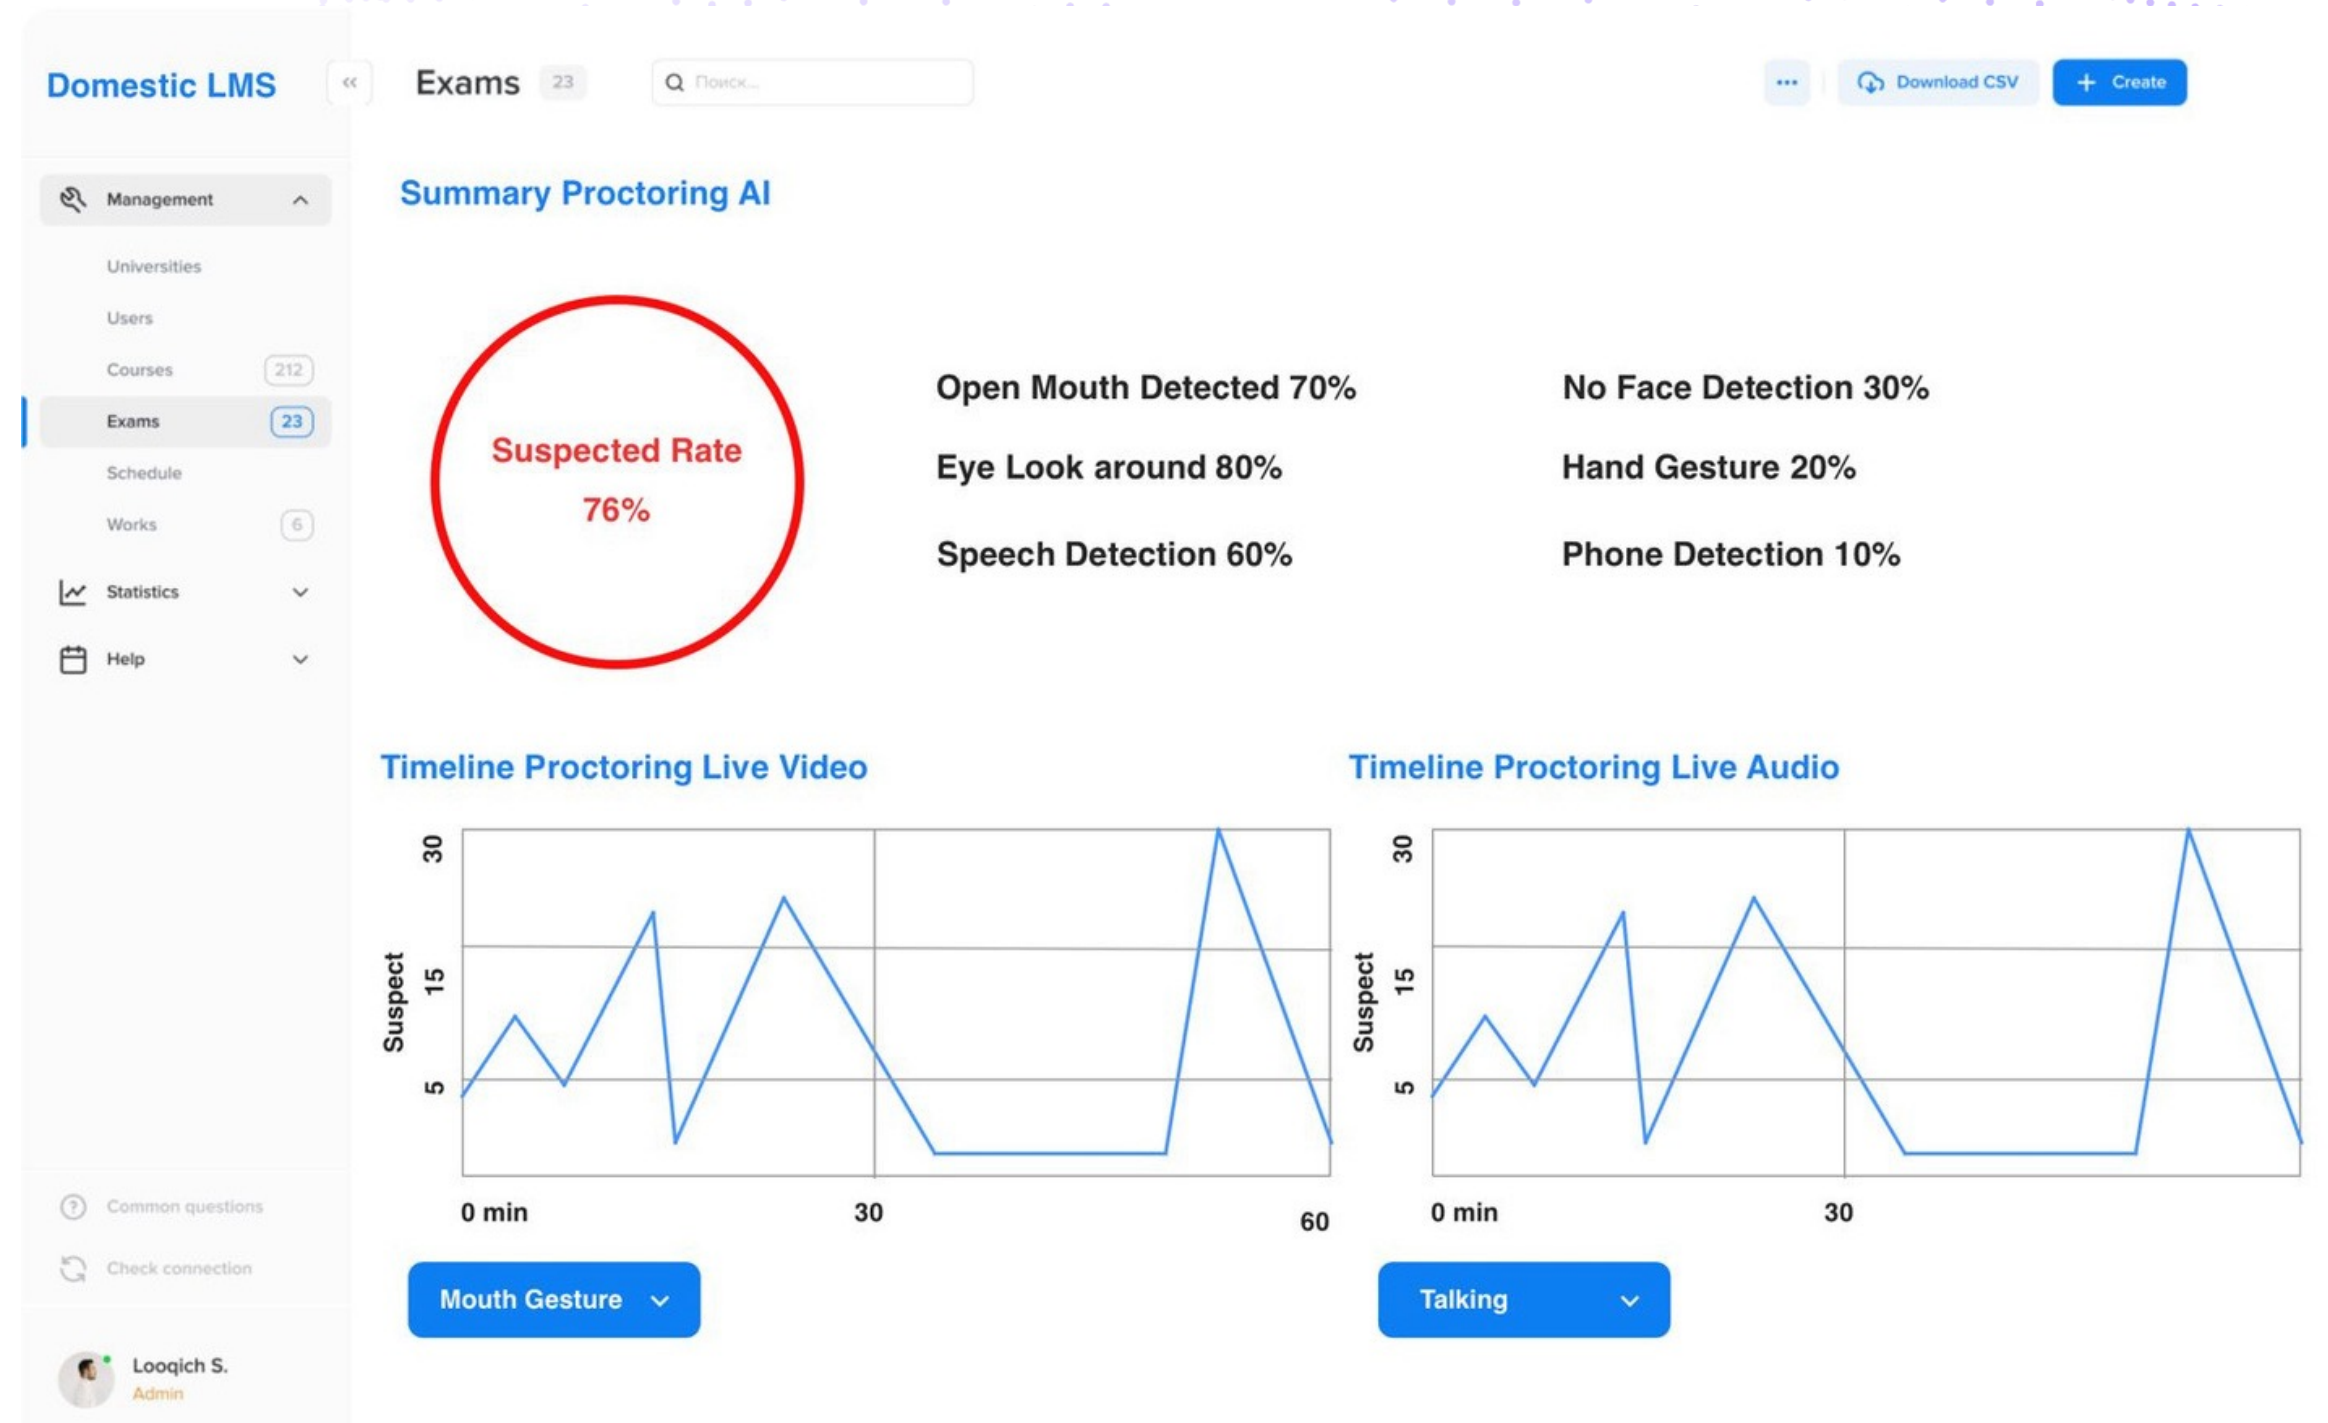 Domestic LMS
Exams 23
Поиск...
Download CSV
Create
Management
Universities
Users
Courses 212
Exams 23
Schedule
Works 6
Statistics
Help
Common questions
Check connection
Looqich S.
Admin
Summary Proctoring AI
Suspected Rate
76%
Open Mouth Detected 70%
Eye Look around 80%
Speech Detection 60%
No Face Detection 30%
Hand Gesture 20%
Phone Detection 10%
Timeline Proctoring Live Video
Suspect
30
15
5
0 min 30 60
Mouth Gesture
Timeline Proctoring Live Audio
Suspect
30
15
5
0 min 30
Talking